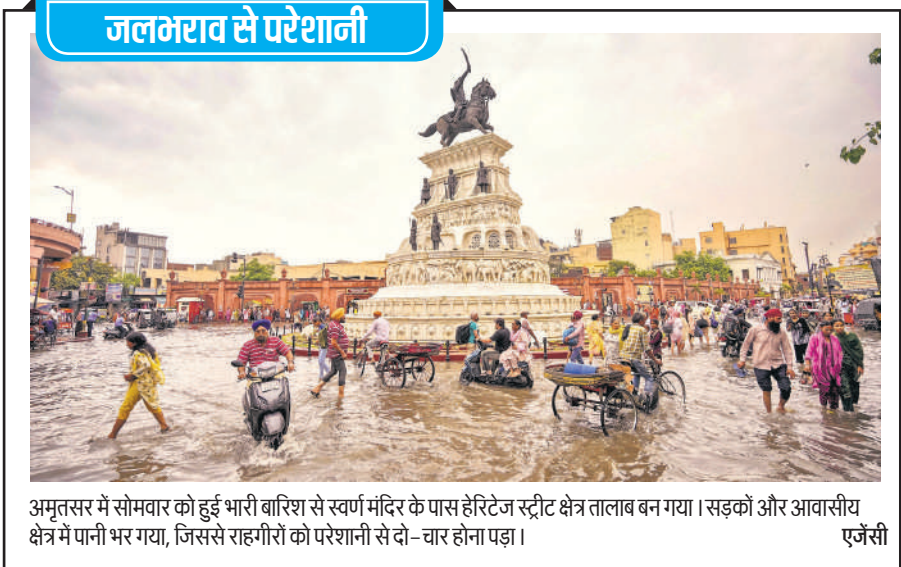 जलभराव से परेशानी
अमृतसर में सोमवार को हुई भारी बारिश से स्वर्ण मंदिर के पास हेरिटेज स्ट्रीट क्षेत्र तालाब बन गया । सड़कों और आवासीय
क्षेत्र में पानी भर गया, जिससे राहगीरों को परेशानी से दो-चार होना पड़ा ।
एजेंसी